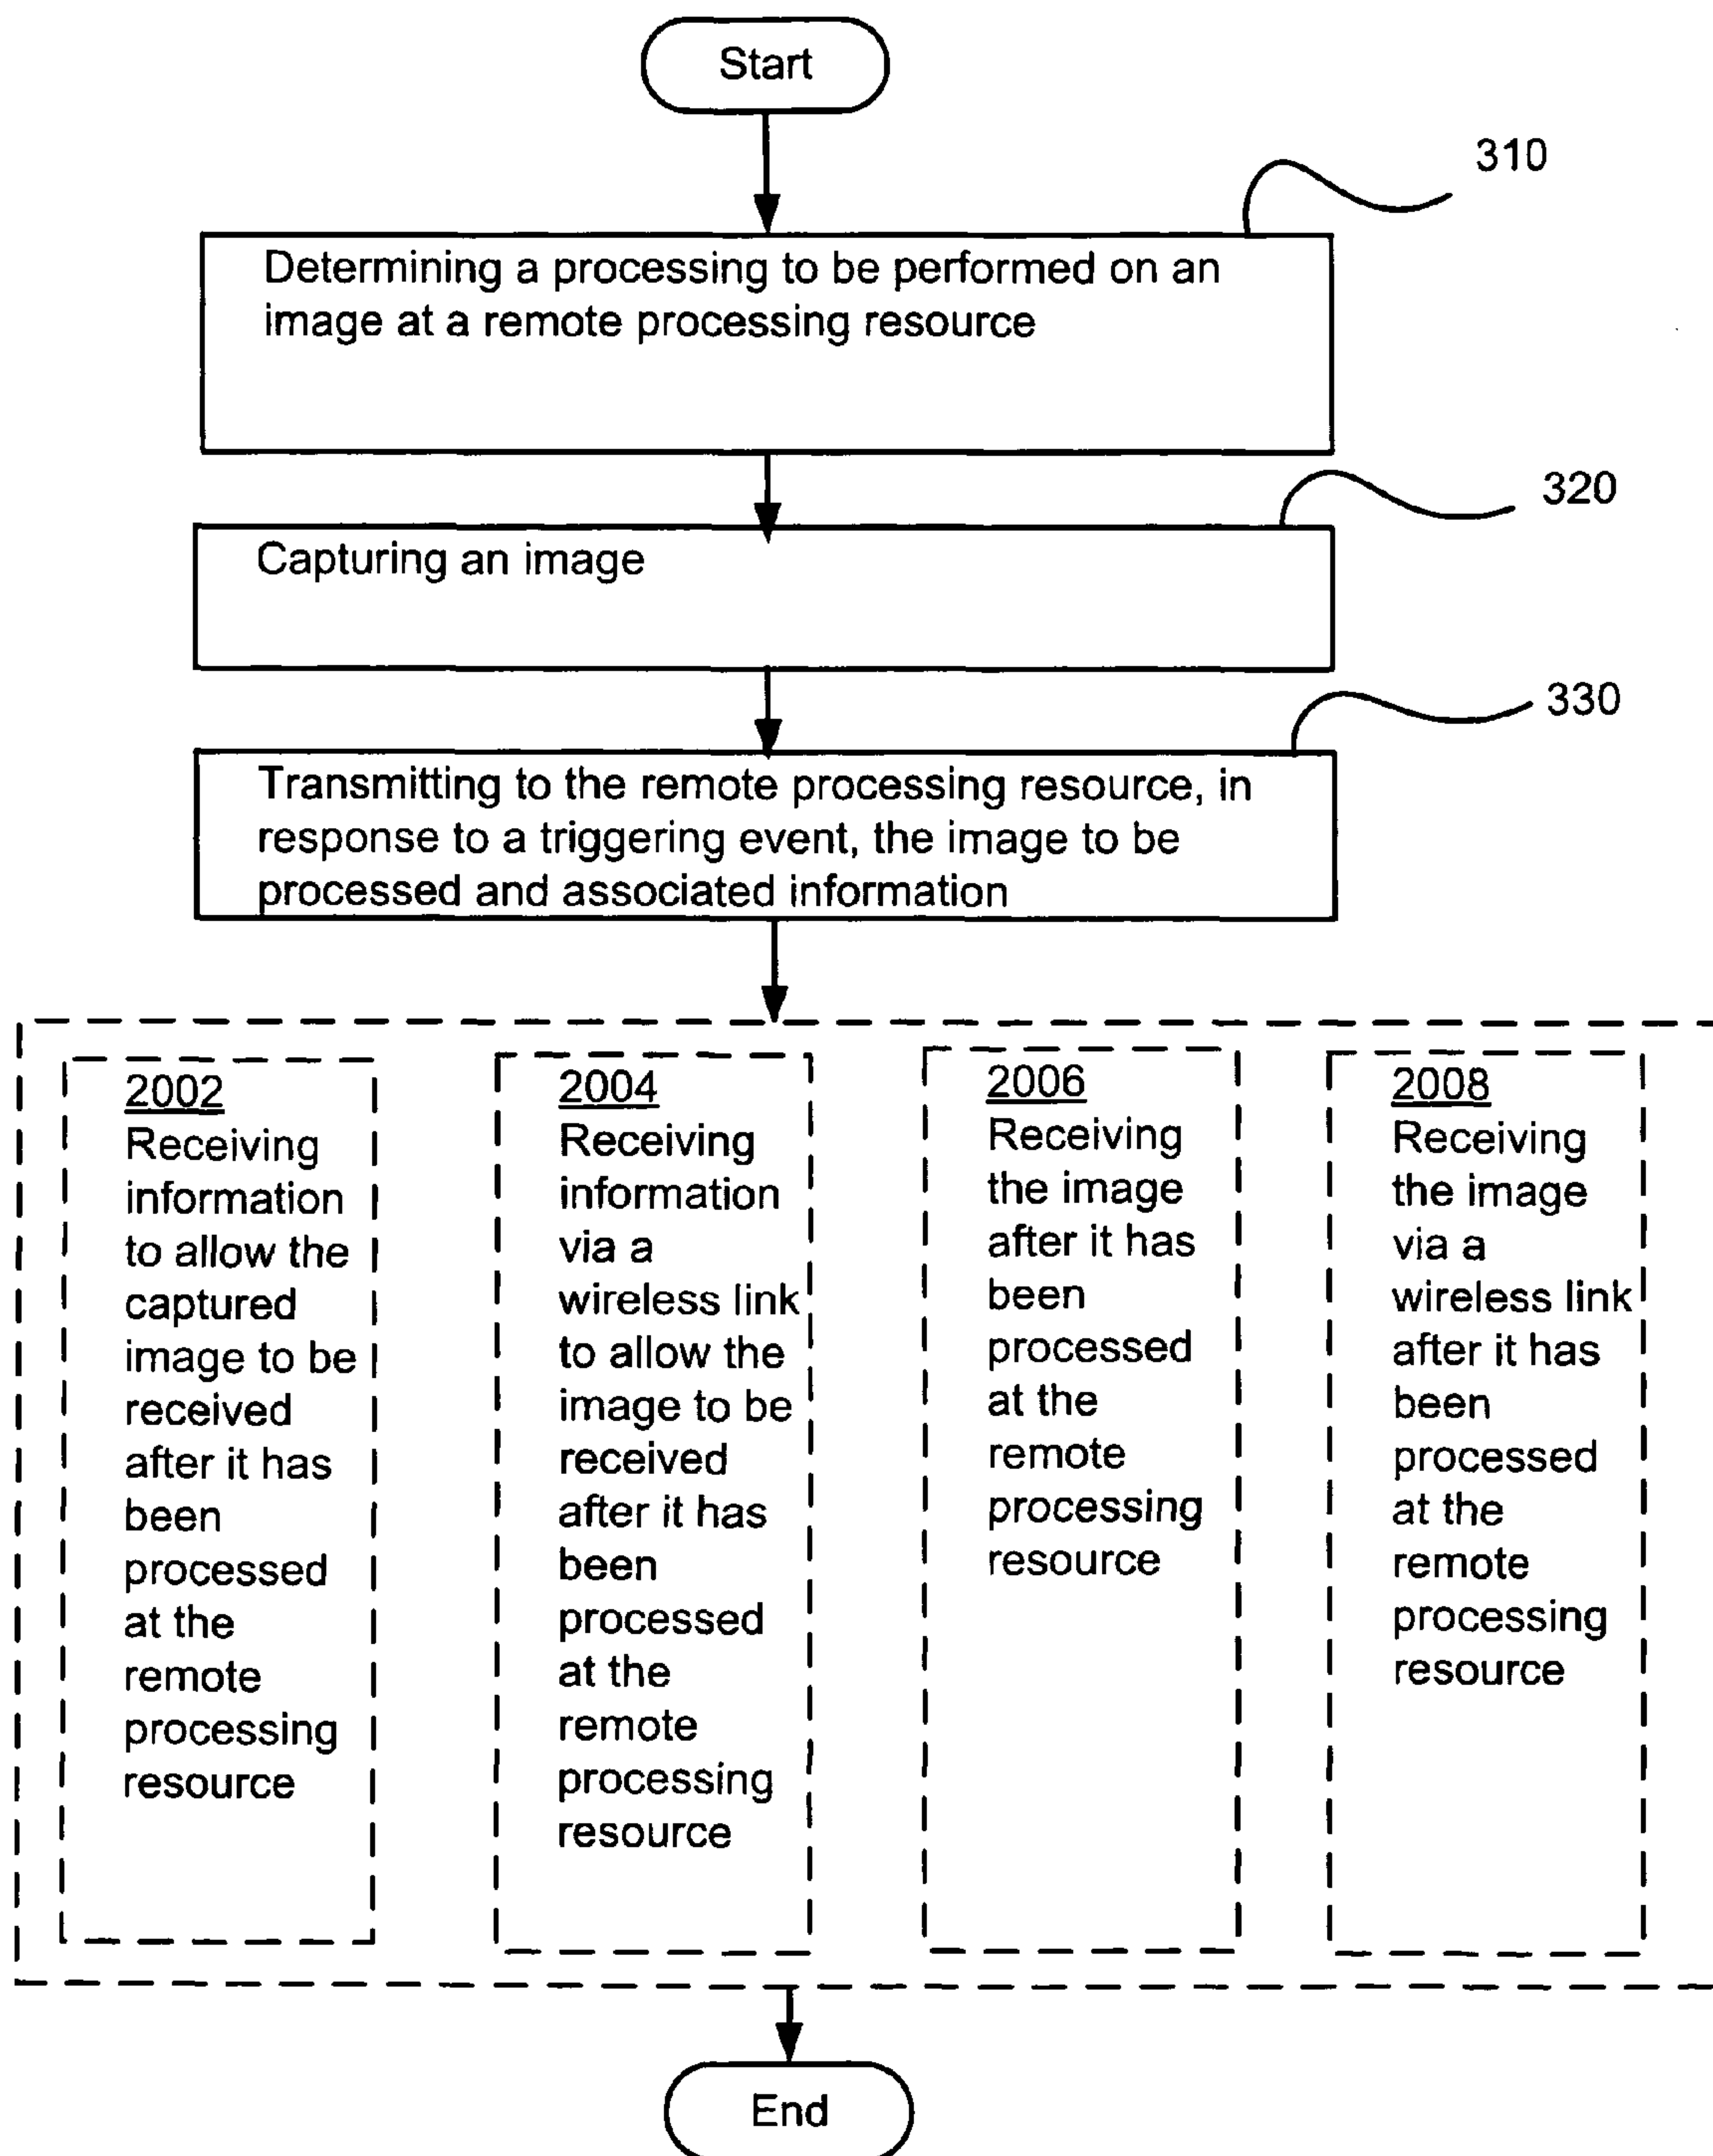 Start
310
Determining a processing to be performed on an
image at a remote processing resource
320
Capturing an image
330
Transmitting to the remote processing resource, in
response to a triggering event, the image to be
processed and associated information
2002
Receiving
information
to allow the
captured
image to be
received
after it has
been
processed
at the
remote
processing
resource
2004
Receiving
information
via a
wireless link
to allow the
image to be
received
after it has
been
processed
at the
remote
processing
resource
2006
Receiving
the image
after it has
been
processed
at the
remote
processing
resource
2008
Receiving
the image
via a
wireless link
after it has
been
processed
at the
remote
processing
resource
End